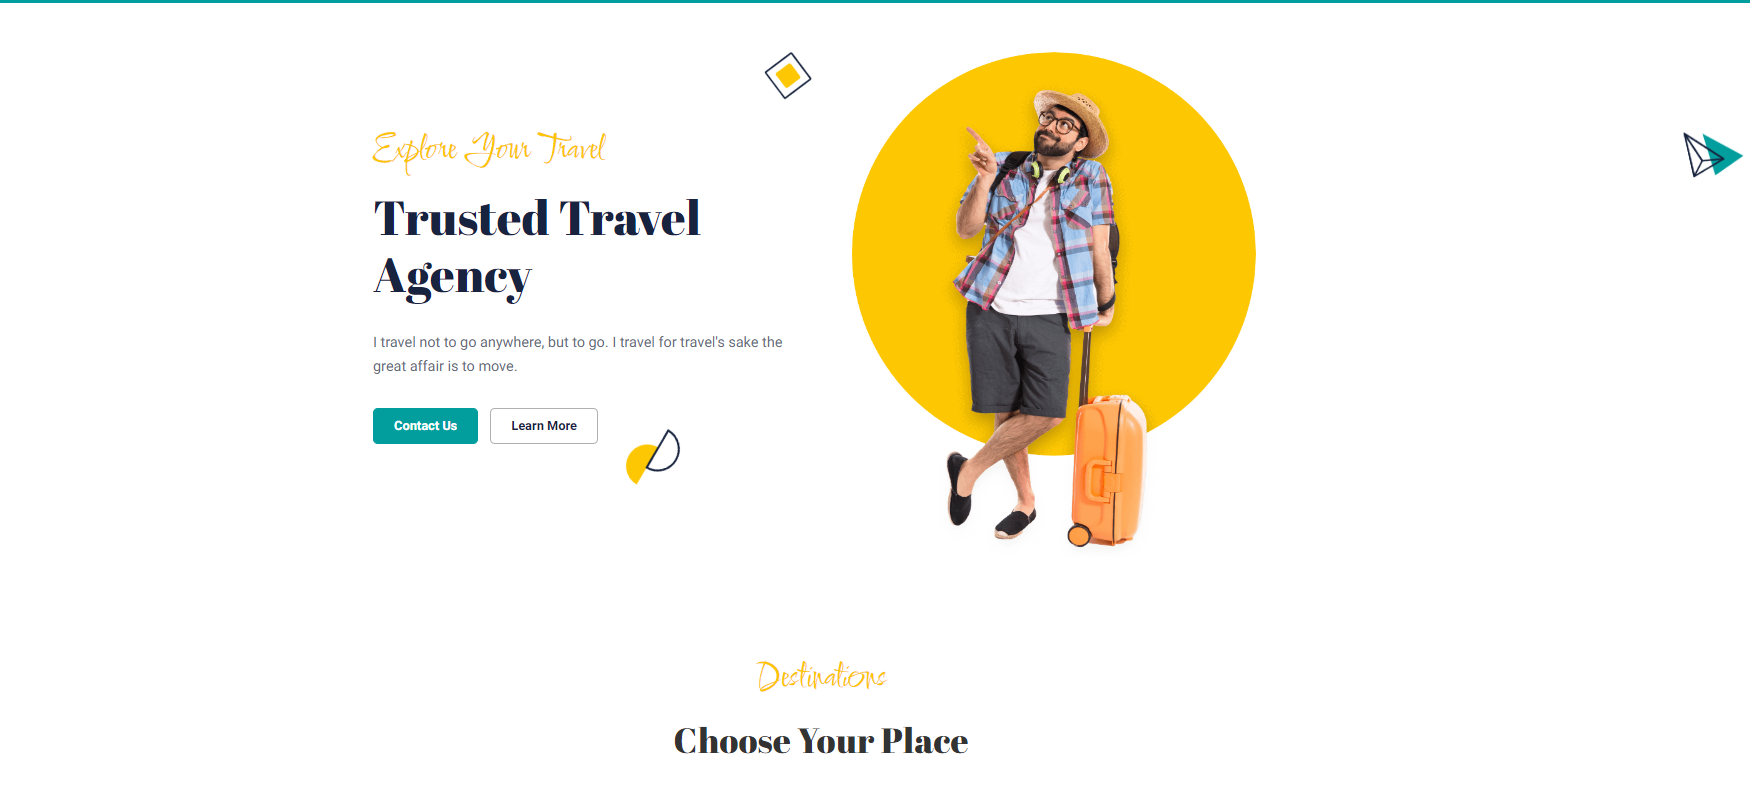 Explore Your Travel
Trusted Travel
Agency
I travel not to go anywhere, but to go. I travel for travel's sake the
great affair is to move.
Contact Us
Learn More
Destinations
Choose Your Place